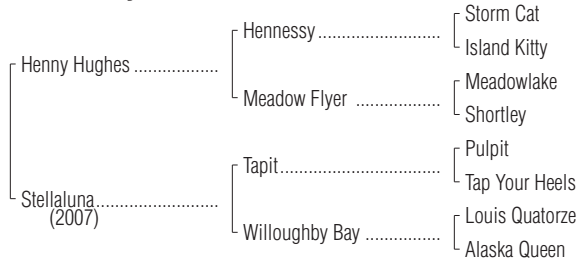 Storm Cat
Hennessy
Island Kitty
Henny Hughes
Meadowlake
Meadow Flyer
Shortley
Pulpit
Tapit
Tap Your Heels
Stellaluna
(2007)
Louis Quatorze
Willoughby Bay
Alaska Queen